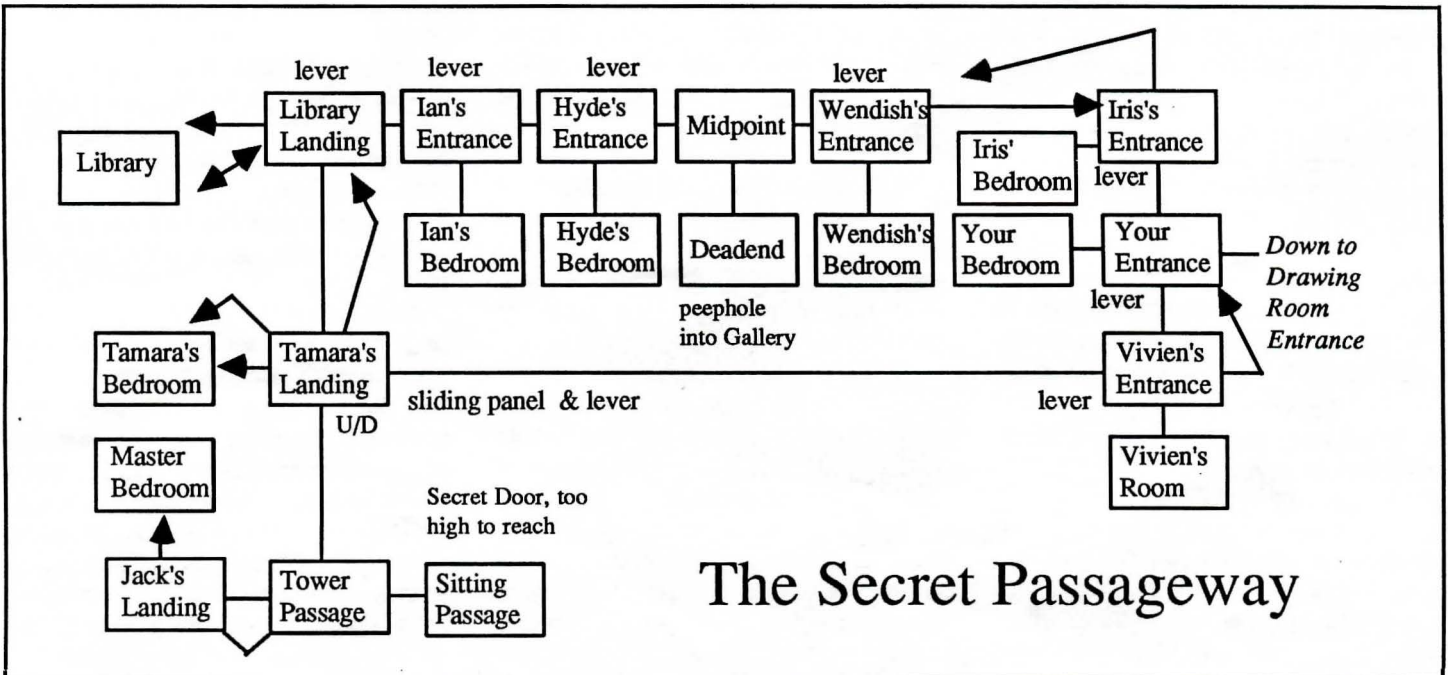 lever
lever
lever
lever
Library
Landing
Ian's
Entrance
Hyde's
Entrance
Midpoint
Wendish's
Entrance
Iris's
Entrance
Library
Iris'
Bedroom
lever
Ian's
Bedroom
Hyde's
Bedroom
Deadend
Wendish's
Bedroom
Your
Bedroom
Your
Entrance
Down to
Drawing
Room
Entrance
peephole
into Gallery
lever
Tamara's
Bedroom
Tamara's
Landing
Vivien's
Entrance
sliding panel & lever
lever
U/D
Master
Bedroom
Vivien's
Room
Secret Door, too
high to reach
Jack's
Landing
Tower
Passage
Sitting
Passage
The Secret Passageway